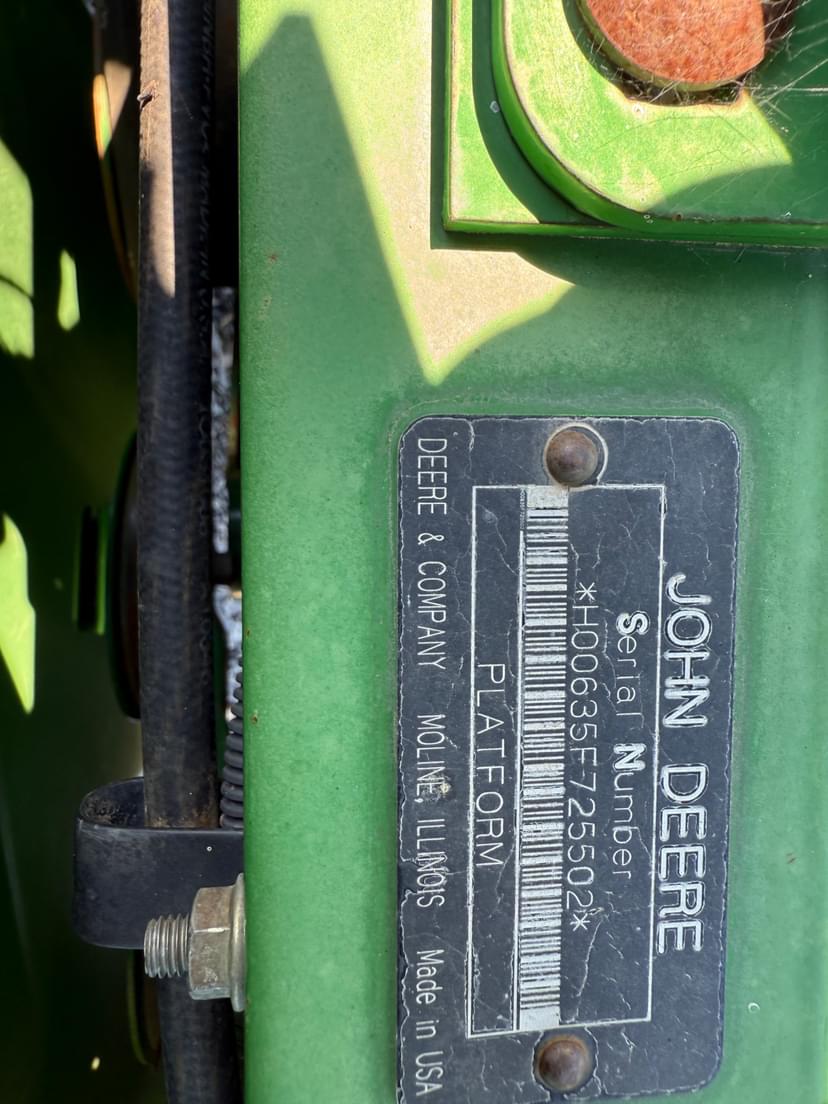 JOHN DEERE
Serial Number
*H00635F725502*
PLATFORM
DEERE & COMPANY MOLINE, ILLINOIS Made in USA